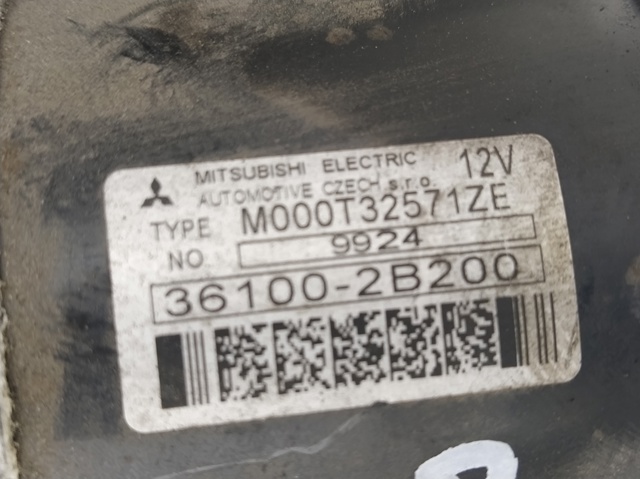 MITSUBISHI ELECTRIC 12V
AUTOMOTIVE CZECH s.r.o.
TYPE M000T32571ZE
NO 9924
36100-2B200